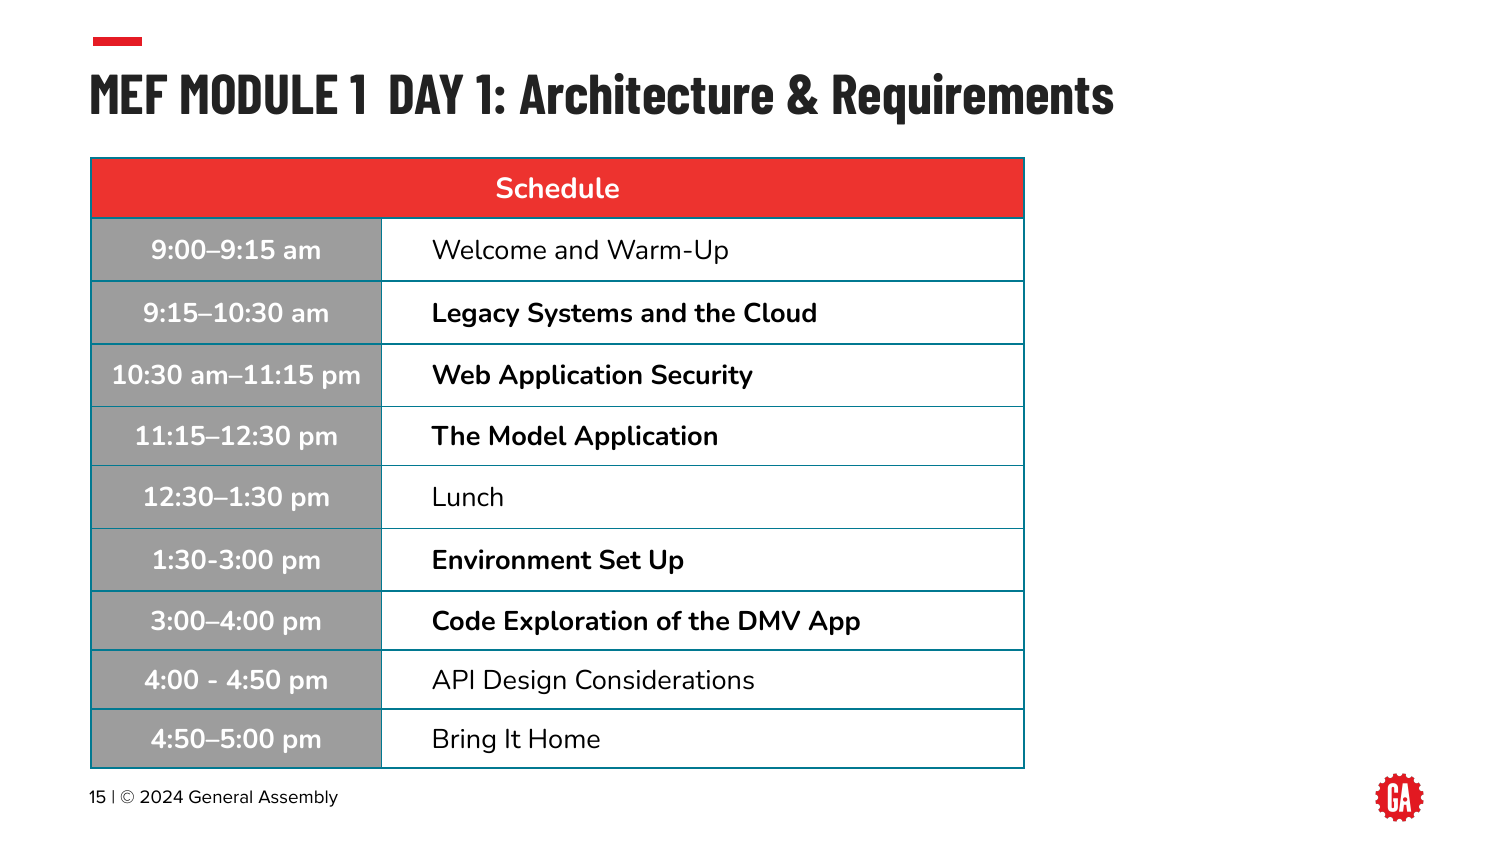 MEF MODULE 1  DAY 1: Architecture & Requirements
Schedule
9:00–9:15 am Welcome and Warm-Up
9:15–10:30 am Legacy Systems and the Cloud
10:30 am–11:15 pm Web Application Security
11:15–12:30 pm The Model Application
12:30–1:30 pm Lunch
1:30-3:00 pm Environment Set Up
3:00–4:00 pm Code Exploration of the DMV App
4:00 - 4:50 pm API Design Considerations
4:50–5:00 pm Bring It Home
15 | © 2024 General Assembly
GA